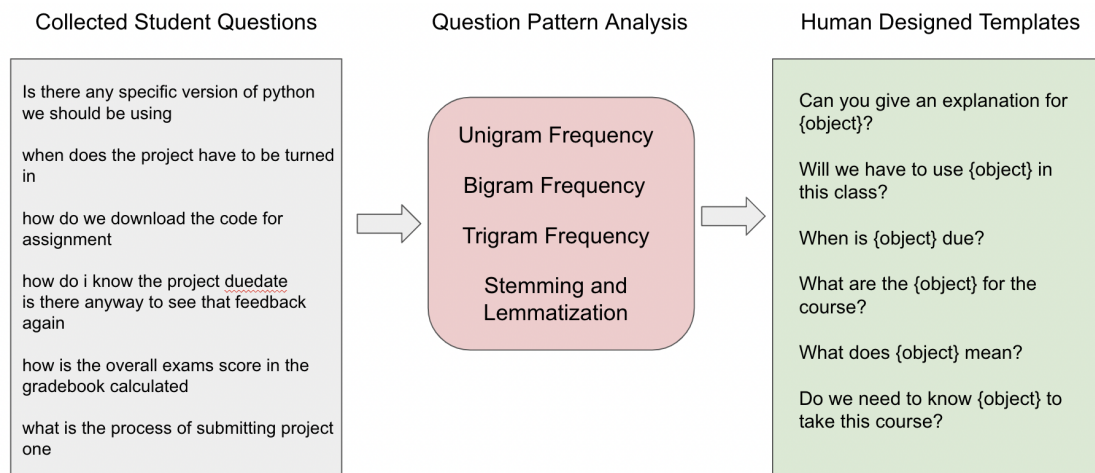 Collected Student Questions
Question Pattern Analysis
Human Designed Templates
Is there any specific version of python
we should be using
when does the project have to be turned
in
how do we download the code for
assignment
how do i know the project duedate
is there anyway to see that feedback
again
how is the overall exams score in the
gradebook calculated
what is the process of submitting project
one
Unigram Frequency
Bigram Frequency
Trigram Frequency
Stemming and
Lemmatization
Can you give an explanation for
{object}?
Will we have to use {object} in
this class?
When is {object} due?
What are the {object} for the
course?
What does {object} mean?
Do we need to know {object} to
take this course?